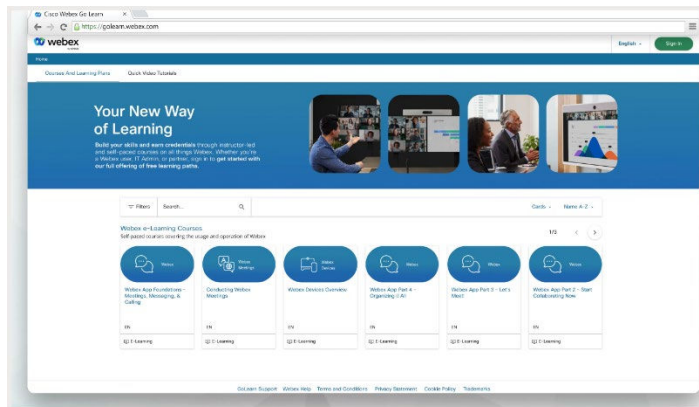 Cisco Webex Go Learn ×
https://golearn.webex.com
webex
English
Sign In
Home
Courses And Learning Plans Quick Video Tutorials
Your New Way
of Learning
Build your skills and earn credentials through instructor-led
and self-paced courses on all things Webex. Whether you're
a Webex user, IT Admin, or partner, sign in to get started with
our full offering of free learning paths.
Filters Search... Cards Name A-Z
Webex e-Learning Courses
Self-paced courses covering the usage and operation of Webex
1/3
Webex
Webex Meetings
Webex Devices
Webex
Webex
Webex
Webex App Foundations –
Meetings, Messaging, &
Calling
Conducting Webex
Meetings
Webex Devices Overview
Webex App Part 4 –
Organizing it All
Webex App Part 3 – Let's
Meet!
Webex App Part 2 – Start
Collaborating Now
EN EN EN EN EN EN
E-Learning E-Learning E-Learning E-Learning E-Learning E-Learning
GoLearn Support Webex Help Terms and Conditions Privacy Statement Cookie Policy Trademarks